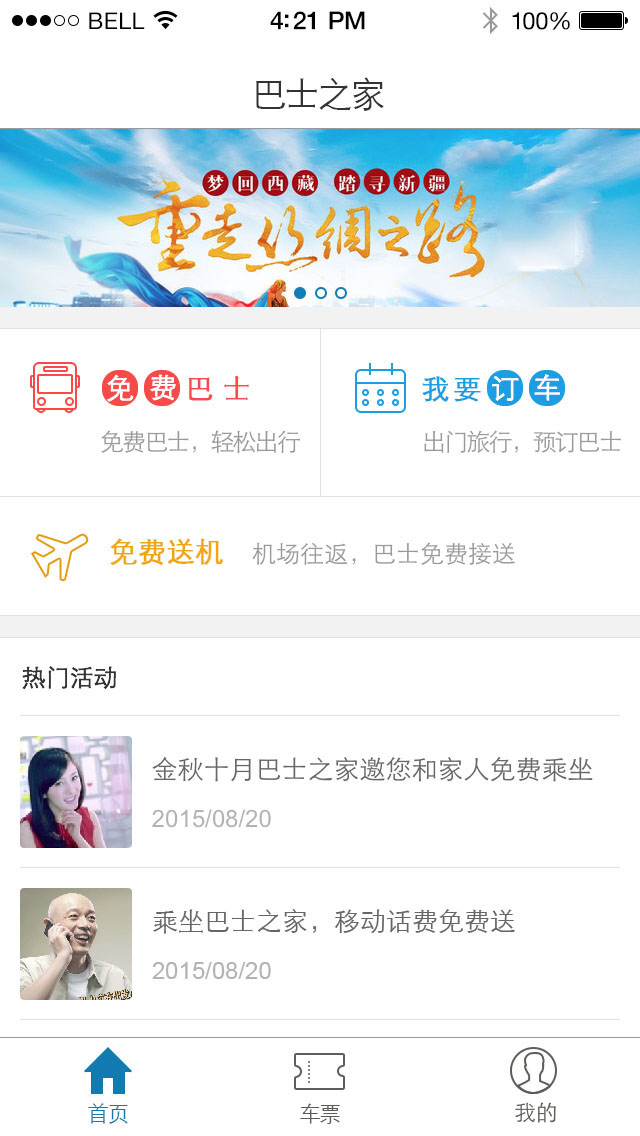 BELL 4:21 PM 100%
巴士之家
梦回西藏 踏寻新疆
重走丝绸之路
免费巴士
免费巴士，轻松出行
我要订车
出门旅行，预订巴士
免费送机 机场往返，巴士免费接送
热门活动
金秋十月巴士之家邀您和家人免费乘坐
2015/08/20
乘坐巴士之家，移动话费免费送
2015/08/20
首页 车票 我的